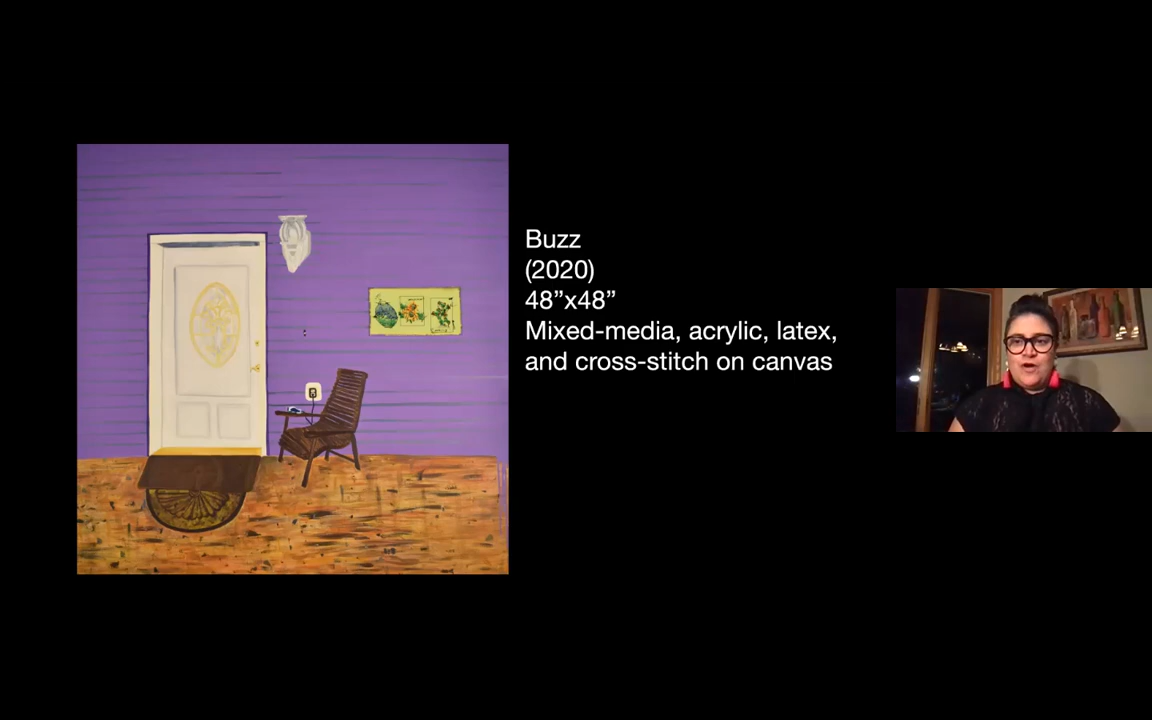 Buzz
(2020)
48”x48”
Mixed-media, acrylic, latex,
and cross-stitch on canvas